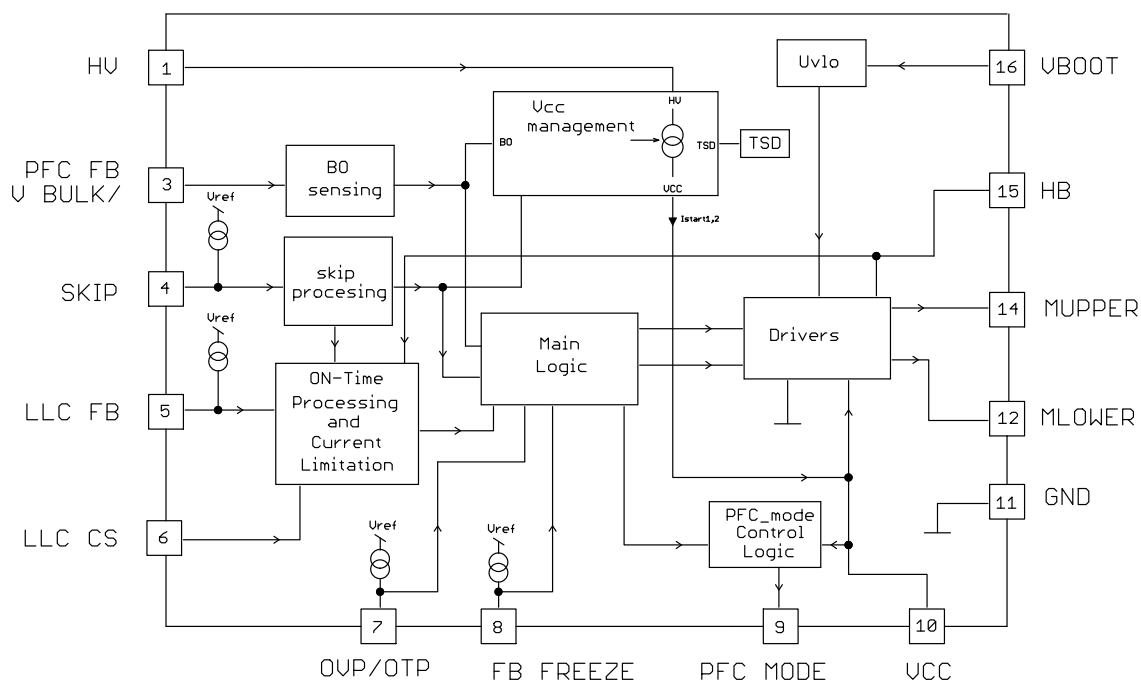 HV
1
Uvlo
16
VBOOT
HV
Vcc
management
TSD
TSD
BO
VCC
PFC FB
V BULK/
3
BO
sensing
15
HB
Vref
Istart1,2
SKIP
4
skip
procesing
Vref
14
MUPPER
Drivers
Main
Logic
LLC FB
5
ON-Time
Processing
and
Current
Limitation
12
MLOWER
11
GND
LLC CS
6
Vref
Vref
PFC_mode
Control
Logic
7
8
9
10
OVP/OTP
FB FREEZE
PFC MODE
VCC